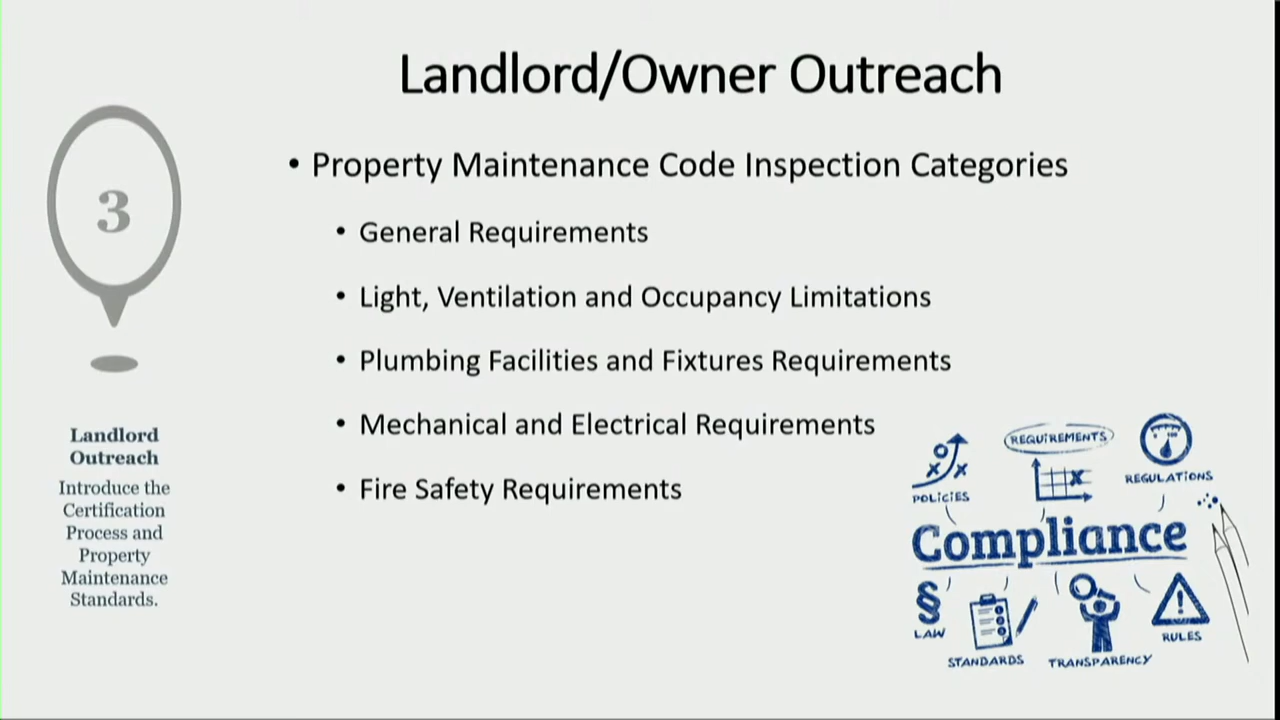 Landlord/Owner Outreach
3
Landlord
Outreach
Introduce the
Certification
Process and
Property
Maintenance
Standards.
• Property Maintenance Code Inspection Categories
• General Requirements
• Light, Ventilation and Occupancy Limitations
• Plumbing Facilities and Fixtures Requirements
• Mechanical and Electrical Requirements
• Fire Safety Requirements
POLICIES
REQUIREMENTS
REGULATIONS
Compliance
§
LAW
STANDARDS
TRANSPARENCY
RULES